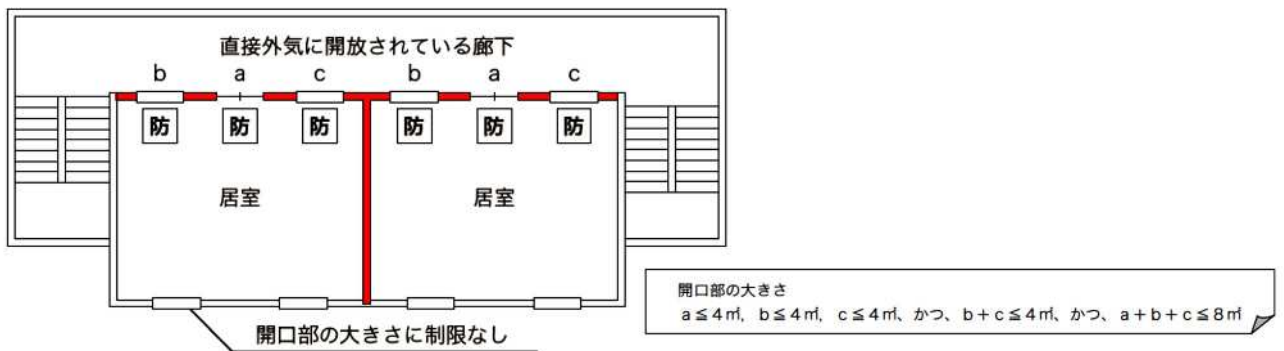 直接外気に開放されている廊下
b a c b a c
防 防 防 防 防 防
居室 居室
開口部の大きさに制限なし
開口部の大きさ
a≦4㎡, b≦4㎡, c≦4㎡、かつ、b+c≦4㎡、かつ、a+b+c≦8㎡